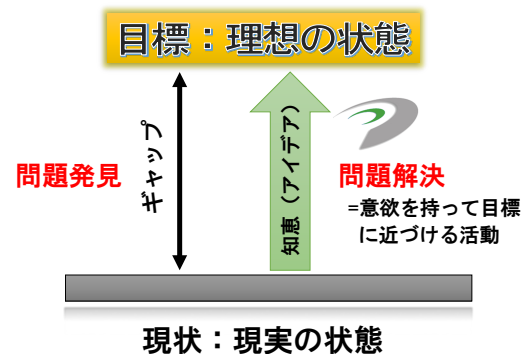 目標：理想の状態
問題発見
ギャップ
知恵（アイデア）
問題解決
=意欲を持って目標
に近づける活動
現状：現実の状態